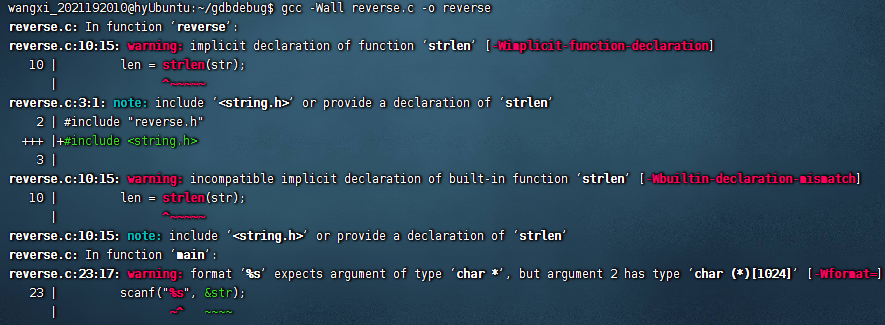 wangxi_2021192010@hyUbuntu:~/gdbdebug$ gcc -Wall reverse.c -o reverse
reverse.c: In function ‘reverse’:
reverse.c:10:15: warning: implicit declaration of function ‘strlen’ [-Wimplicit-function-declaration]
   10 |         len = strlen(str);
      |               ^~~~~~
reverse.c:3:1: note: include ‘<string.h>’ or provide a declaration of ‘strlen’
    2 | #include "reverse.h"
  +++ |+#include <string.h>
    3 |
reverse.c:10:15: warning: incompatible implicit declaration of built-in function ‘strlen’ [-Wbuiltin-declaration-mismatch]
   10 |         len = strlen(str);
      |               ^~~~~~
reverse.c:10:15: note: include ‘<string.h>’ or provide a declaration of ‘strlen’
reverse.c: In function ‘main’:
reverse.c:23:17: warning: format ‘%s’ expects argument of type ‘char *’, but argument 2 has type ‘char (*)[1024]’ [-Wformat=]
   23 |         scanf("%s", &str);
      |                ~^   ~~~~